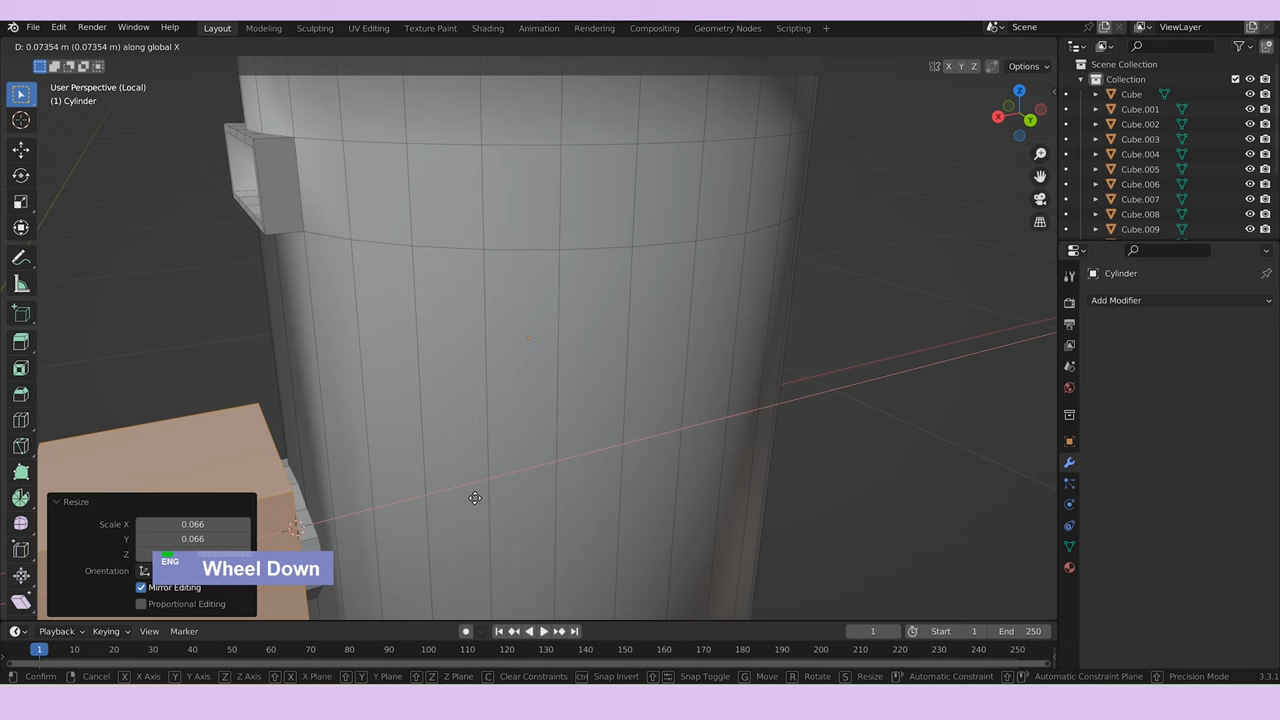 File Edit Render Window Help
Layout Modeling Sculpting UV Editing Texture Paint Shading Animation Rendering Compositing Geometry Nodes Scripting
Scene ViewLayer
D: 0.07354 m (0.07354 m) along global X
X Y Z Options
User Perspective (Local)
(1) Cylinder
Z
X
Y
Scene Collection
Collection
Cube
Cube.001
Cube.002
Cube.003
Cube.004
Cube.005
Cube.006
Cube.007
Cube.008
Cube.009
Cylinder
Add Modifier
Resize
Scale X 0.066
Y 0.066
Z
Orientation
ENG
Wheel Down
Mirror Editing
Proportional Editing
Playback Keying View Marker
1 Start 1 End 250
1 10 20 30 40 50 60 70 80 90 100 110 120 130 140 150 160 170 180 190 200 210 220 230 240 250
Confirm Cancel X X Axis Y Y Axis Z Z Axis X X Plane Y Y Plane Z Z Plane C Clear Constraints Ctrl Snap Invert Snap Toggle G Move R Rotate S Resize Automatic Constraint Automatic Constraint Plane Precision Mode 3.3.1